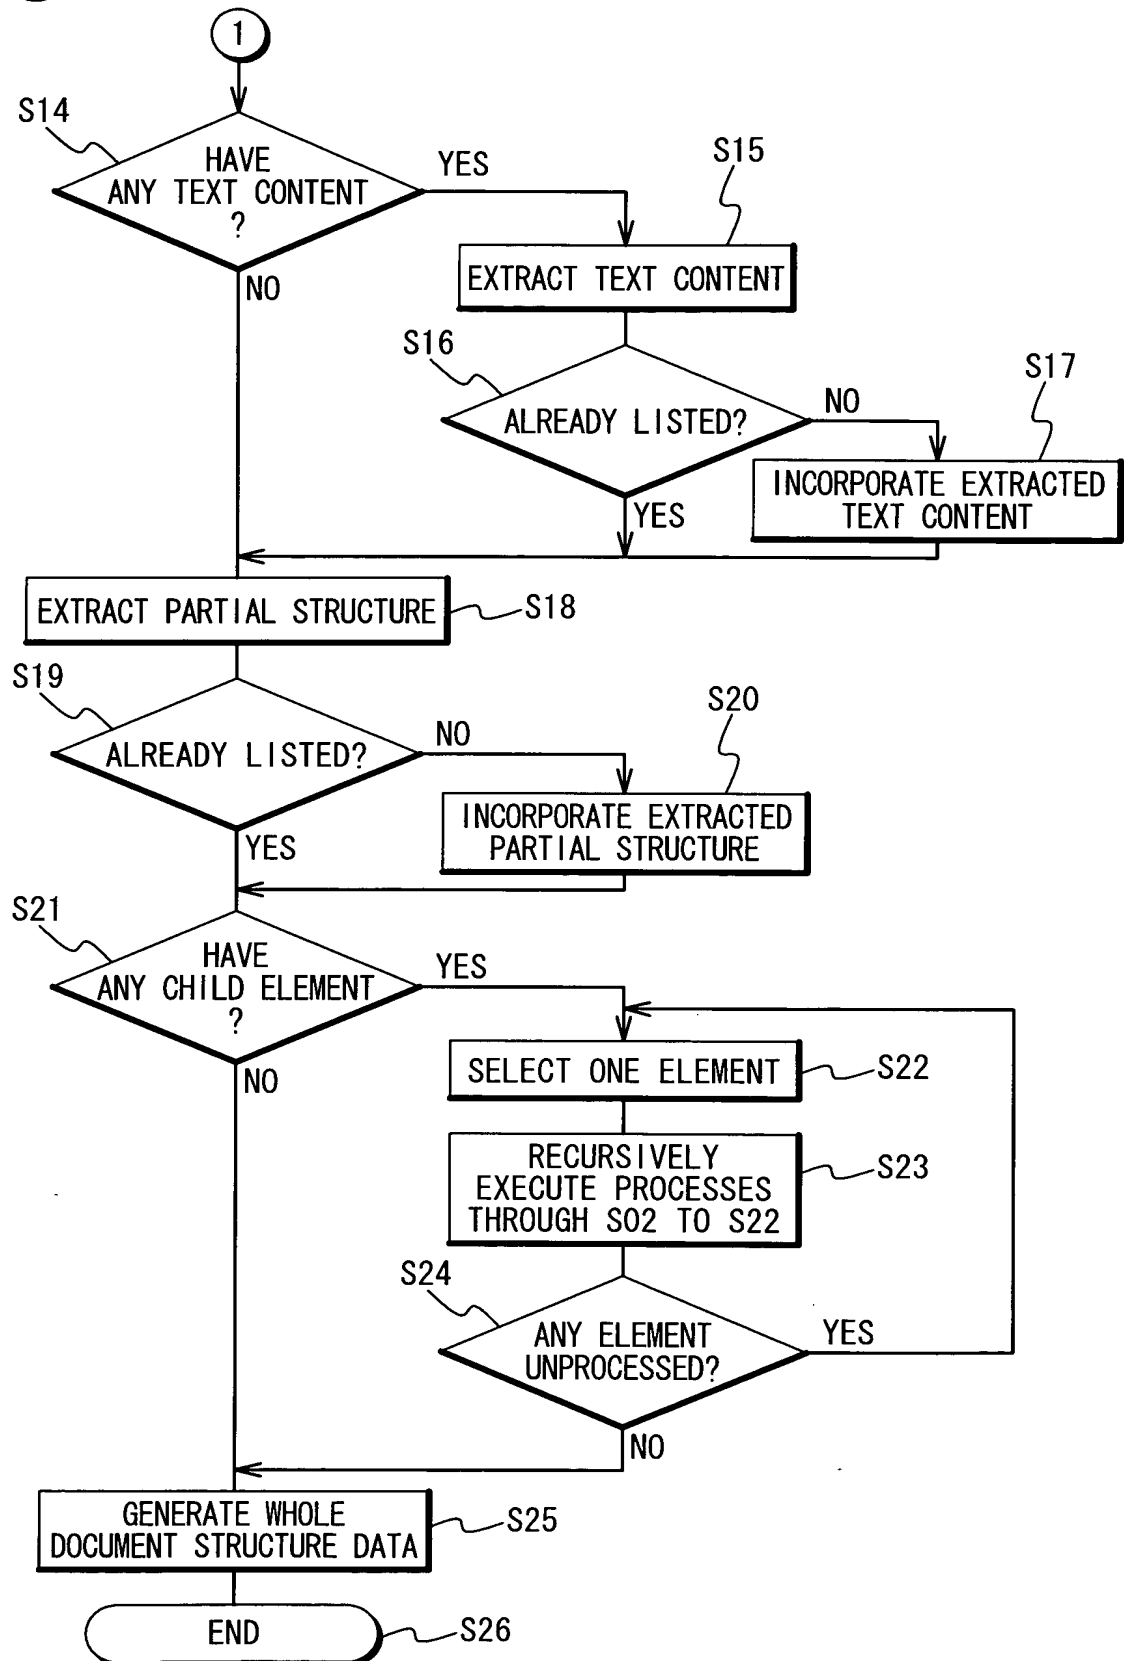 1
S14
HAVE
ANY TEXT CONTENT
?
YES
NO
S15
EXTRACT TEXT CONTENT
S16
ALREADY LISTED?
NO
YES
S17
INCORPORATE EXTRACTED
TEXT CONTENT
EXTRACT PARTIAL STRUCTURE
S18
S19
ALREADY LISTED?
NO
YES
S20
INCORPORATE EXTRACTED
PARTIAL STRUCTURE
S21
HAVE
ANY CHILD ELEMENT
?
YES
NO
SELECT ONE ELEMENT
S22
RECURSIVELY
EXECUTE PROCESSES
THROUGH S02 TO S22
S23
S24
ANY ELEMENT
UNPROCESSED?
YES
NO
GENERATE WHOLE
DOCUMENT STRUCTURE DATA
S25
END
S26